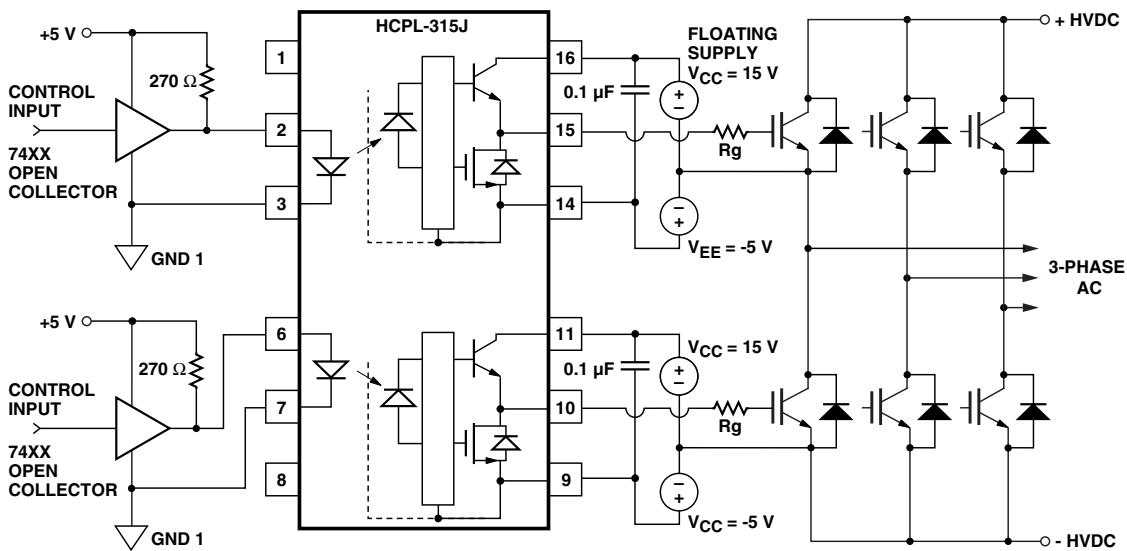 HCPL-315J
+5 V
270 Ω
CONTROL
INPUT
74XX
OPEN
COLLECTOR
GND 1
1
2
3
16
15
14
0.1 µF
FLOATING
SUPPLY
VCC = 15 V
+
−
Rg
−
+
VEE = -5 V
+ HVDC
3-PHASE
AC
+5 V
270 Ω
CONTROL
INPUT
74XX
OPEN
COLLECTOR
GND 1
6
7
8
11
10
9
0.1 µF
VCC = 15 V
+
−
Rg
−
+
VCC = -5 V
- HVDC